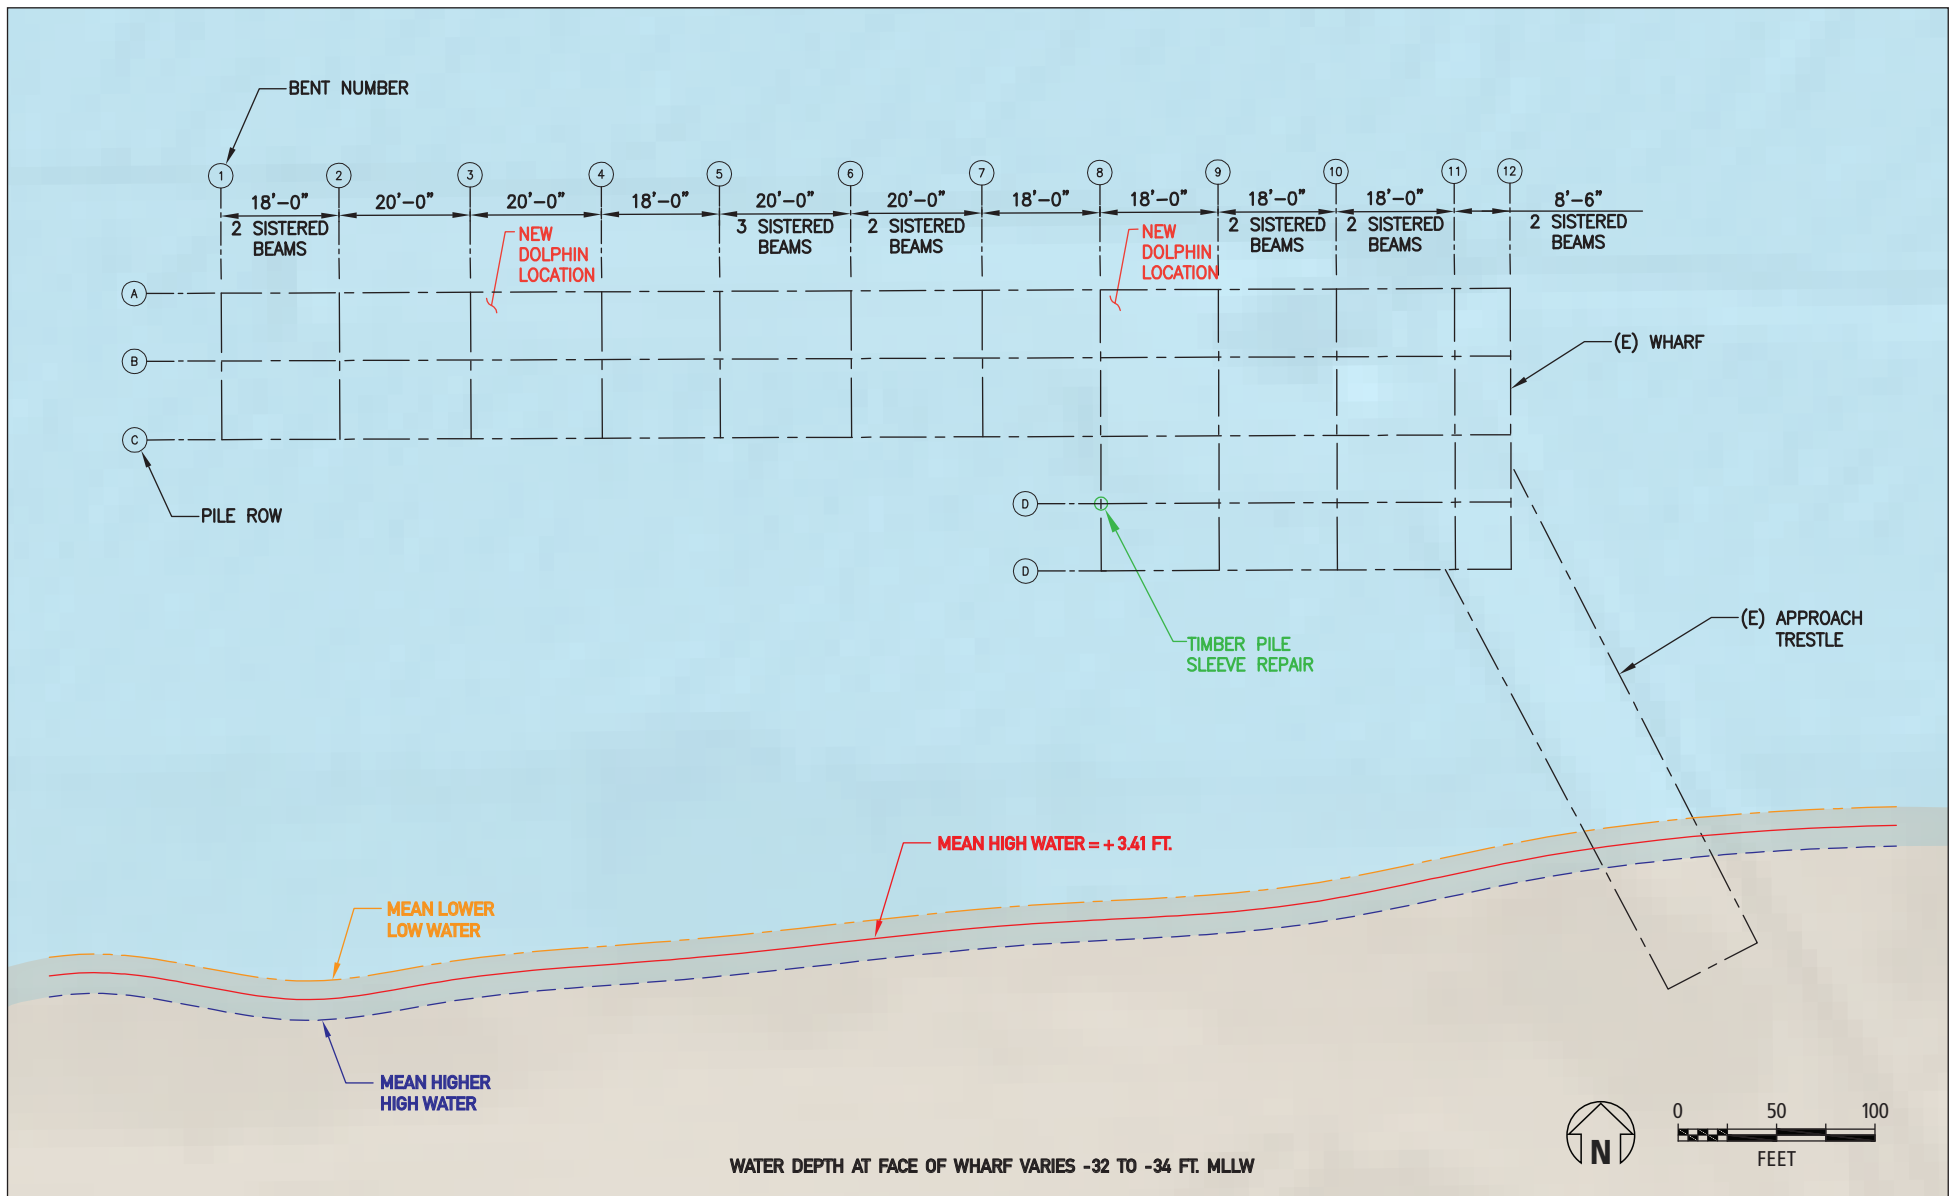 BENT NUMBER
1 2 3 4 5 6 7 8 9 10 11 12
18'-0" 20'-0" 20'-0" 18'-0" 20'-0" 20'-0" 18'-0" 18'-0" 18'-0" 18'-0" 8'-6"
2 SISTERED
BEAMS
3 SISTERED
BEAMS
2 SISTERED
BEAMS
2 SISTERED
BEAMS
2 SISTERED
BEAMS
2 SISTERED
BEAMS
NEW
DOLPHIN
LOCATION
NEW
DOLPHIN
LOCATION
A
B
(E) WHARF
C
PILE ROW
D
D
TIMBER PILE
SLEEVE REPAIR
(E) APPROACH
TRESTLE
MEAN HIGH WATER = + 3.41 FT.
MEAN LOWER
LOW WATER
MEAN HIGHER
HIGH WATER
N
0 50 100
FEET
WATER DEPTH AT FACE OF WHARF VARIES -32 TO -34 FT. MLLW